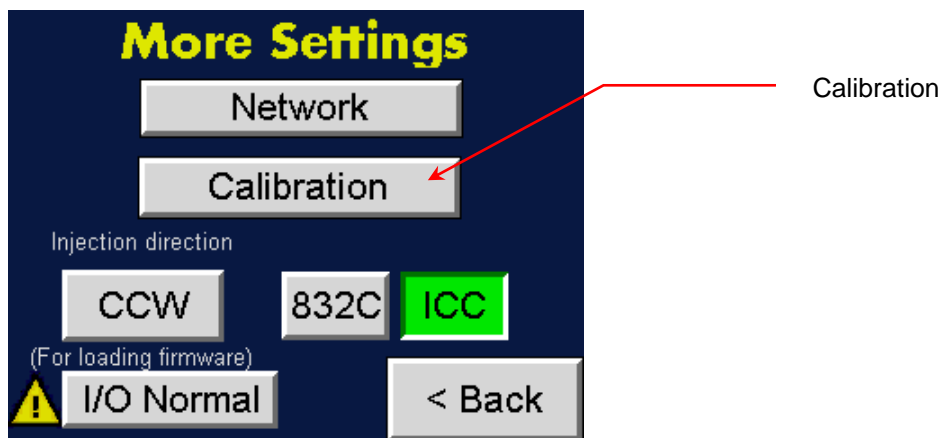 More Settings
Network
Calibration
Calibration
Injection direction
CCW
832C
ICC
(For loading firmware)
!
I/O Normal
< Back